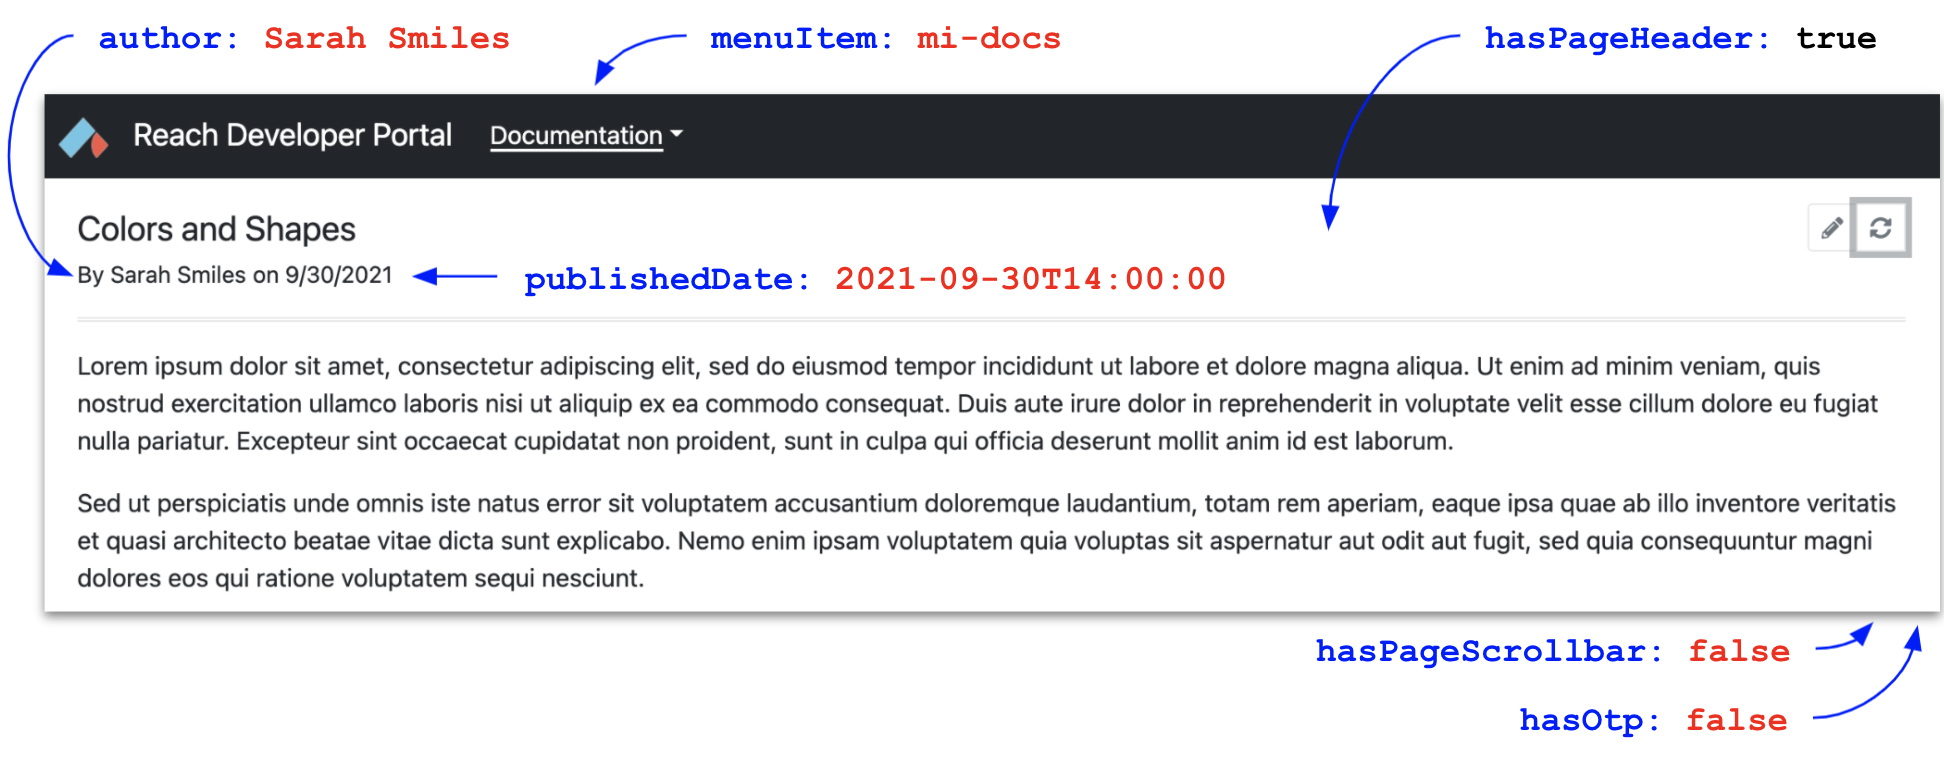 author: Sarah Smiles
menuItem: mi-docs
hasPageHeader: true
Reach Developer Portal
Documentation
Colors and Shapes
By Sarah Smiles on 9/30/2021
publishedDate: 2021-09-30T14:00:00
Lorem ipsum dolor sit amet, consectetur adipiscing elit, sed do eiusmod tempor incididunt ut labore et dolore magna aliqua. Ut enim ad minim veniam, quis
nostrud exercitation ullamco laboris nisi ut aliquip ex ea commodo consequat. Duis aute irure dolor in reprehenderit in voluptate velit esse cillum dolore eu fugiat
nulla pariatur. Excepteur sint occaecat cupidatat non proident, sunt in culpa qui officia deserunt mollit anim id est laborum.
Sed ut perspiciatis unde omnis iste natus error sit voluptatem accusantium doloremque laudantium, totam rem aperiam, eaque ipsa quae ab illo inventore veritatis
et quasi architecto beatae vitae dicta sunt explicabo. Nemo enim ipsam voluptatem quia voluptas sit aspernatur aut odit aut fugit, sed quia consequuntur magni
dolores eos qui ratione voluptatem sequi nesciunt.
hasPageScrollbar: false
hasOtp: false